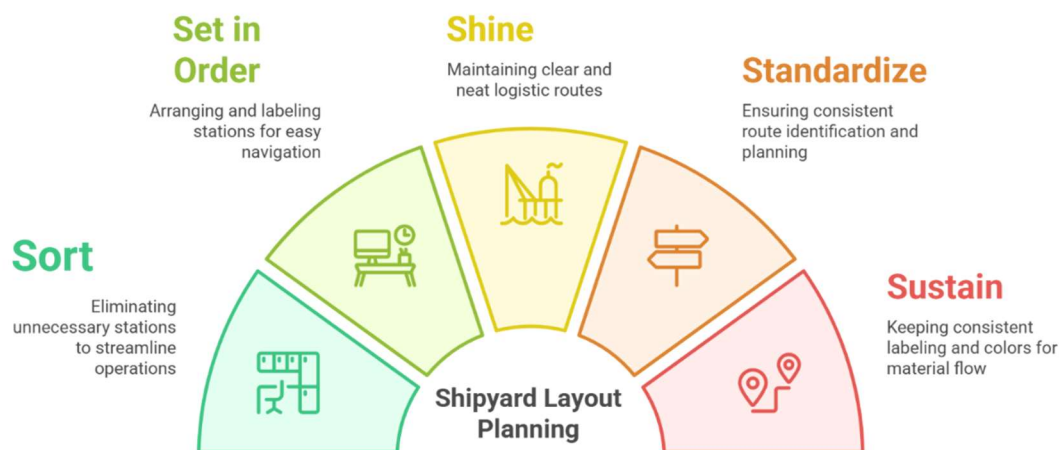 Sort
Eliminating
unnecessary stations
to streamline
operations
Set in
Order
Arranging and labeling
stations for easy
navigation
Shine
Maintaining clear and
neat logistic routes
Standardize
Ensuring consistent
route identification and
planning
Sustain
Keeping consistent
labeling and colors for
material flow
Shipyard Layout
Planning